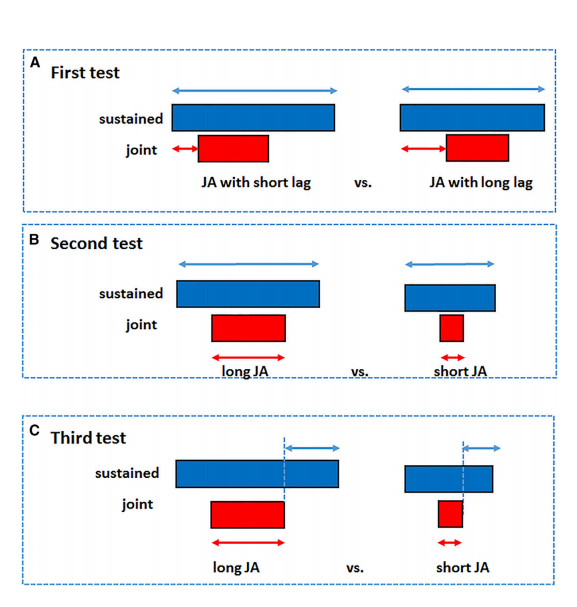 A
First test
sustained
joint
JA with short lag vs. JA with long lag
B
Second test
sustained
joint
long JA vs. short JA
C
Third test
sustained
joint
long JA vs. short JA